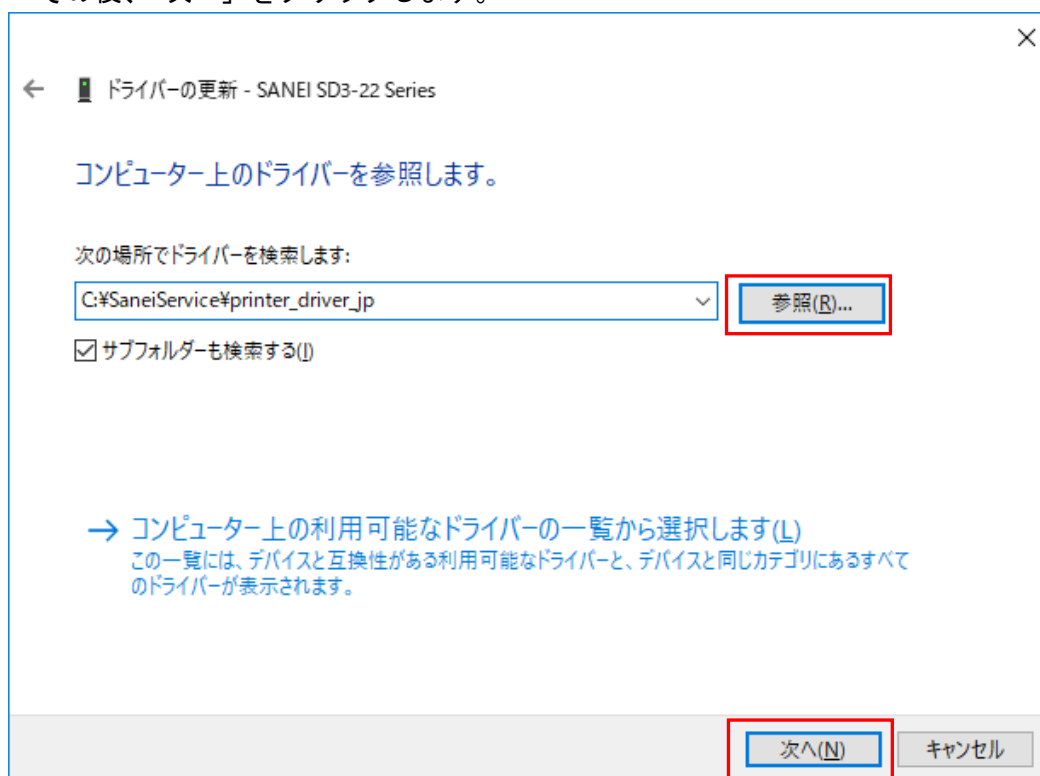 ドライバーの更新 - SANEI SD3-22 Series
コンピューター上のドライバーを参照します。
次の場所でドライバーを検索します:
C:¥SaneiService¥printer_driver_jp
参照(R)...
サブフォルダーも検索する(I)
コンピューター上の利用可能なドライバーの一覧から選択します(L)
この一覧には、デバイスと互換性がある利用可能なドライバーと、デバイスと同じカテゴリにあるすべて
のドライバーが表示されます。
次へ(N)
キャンセル